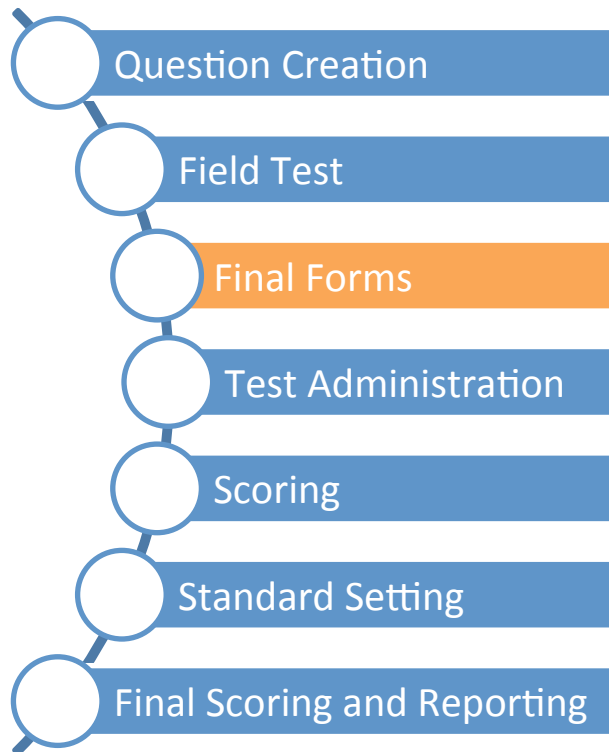 Question Creation
Field Test
Final Forms
Test Administration
Scoring
Standard Setting
Final Scoring and Reporting